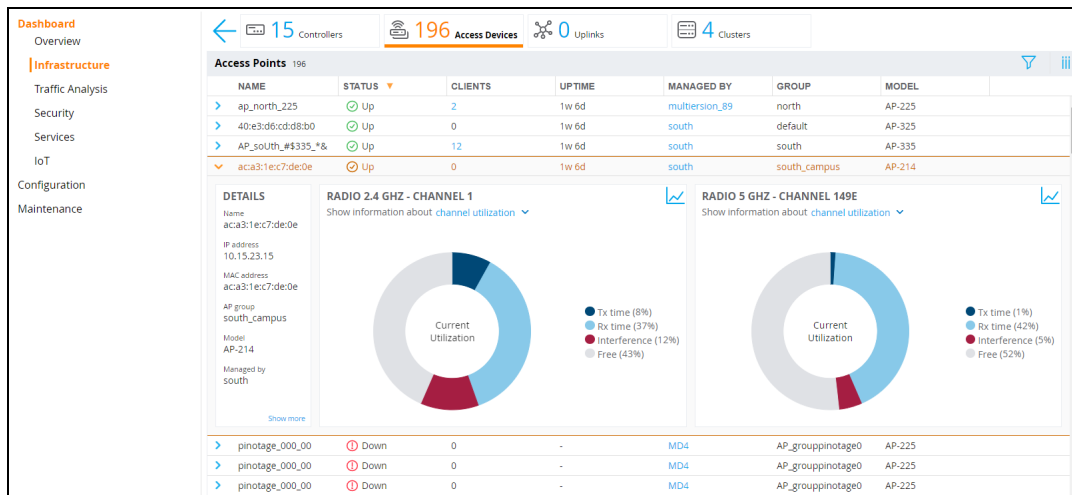 Dashboard
Overview
Infrastructure
Traffic Analysis
Security
Services
IoT
Configuration
Maintenance
15 Controllers
196 Access Devices
0 Uplinks
4 Clusters
Access Points 196
NAME STATUS CLIENTS UPTIME MANAGED BY GROUP MODEL
ap_north_225 Up 2 1w 6d multiersion_89 north AP-225
40:e3:d6:cd:d8:b0 Up 0 1w 6d south default AP-325
AP_soUth_#$335_*& Up 12 1w 6d south south AP-335
ac:a3:1e:c7:de:0e Up 0 1w 6d south south_campus AP-214
DETAILS
Name
ac:a3:1e:c7:de:0e
IP address
10.15.23.15
MAC address
ac:a3:1e:c7:de:0e
AP group
south_campus
Model
AP-214
Managed by
south
Show more
RADIO 2.4 GHZ - CHANNEL 1
Show information about channel utilization
Current
Utilization
Tx time (8%)
Rx time (37%)
Interference (12%)
Free (43%)
RADIO 5 GHZ - CHANNEL 149E
Show information about channel utilization
Current
Utilization
Tx time (1%)
Rx time (42%)
Interference (5%)
Free (52%)
pinotage_000_00 Down 0 - MD4 AP_grouppinotage0 AP-225
pinotage_000_00 Down 0 - MD4 AP_grouppinotage0 AP-225
pinotage_000_00 Down 0 - MD4 AP_grouppinotage0 AP-225